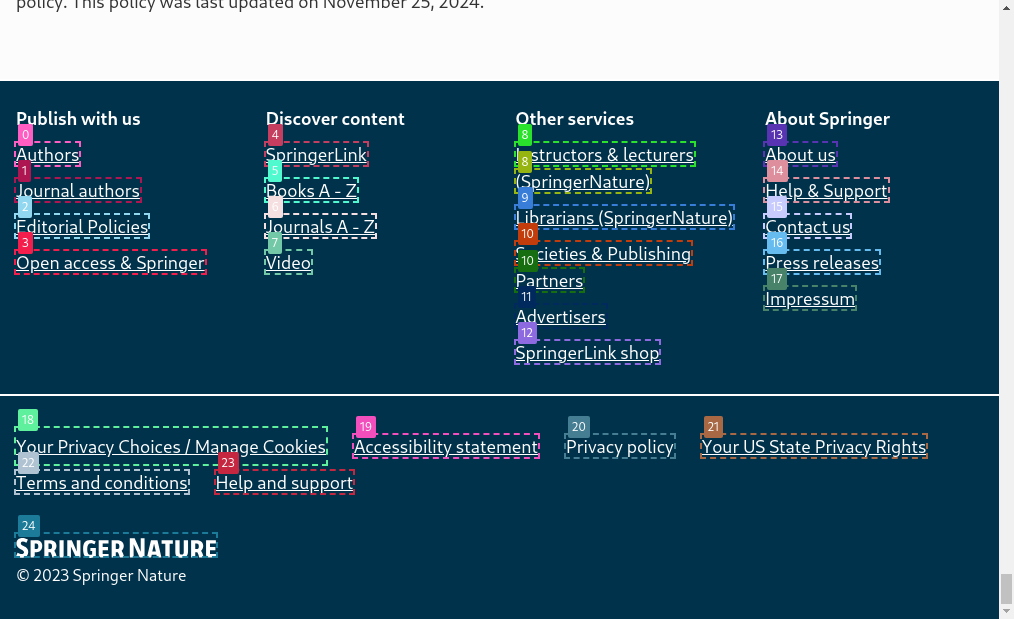 policy. This policy was last updated on November 25, 2024.
Publish with us
0
Authors
1
Journal authors
2
Editorial Policies
3
Open access & Springer
Discover content
4
SpringerLink
5
Books A - Z
6
Journals A - Z
7
Video
Other services
8
Instructors & lecturers
8
(SpringerNature)
9
Librarians (SpringerNature)
10
Societies & Publishing
10
Partners
11
Advertisers
12
SpringerLink shop
About Springer
13
About us
14
Help & Support
15
Contact us
16
Press releases
17
Impressum
18
Your Privacy Choices / Manage Cookies
19
Accessibility statement
20
Privacy policy
21
Your US State Privacy Rights
22
Terms and conditions
23
Help and support
24
SPRINGER NATURE
© 2023 Springer Nature